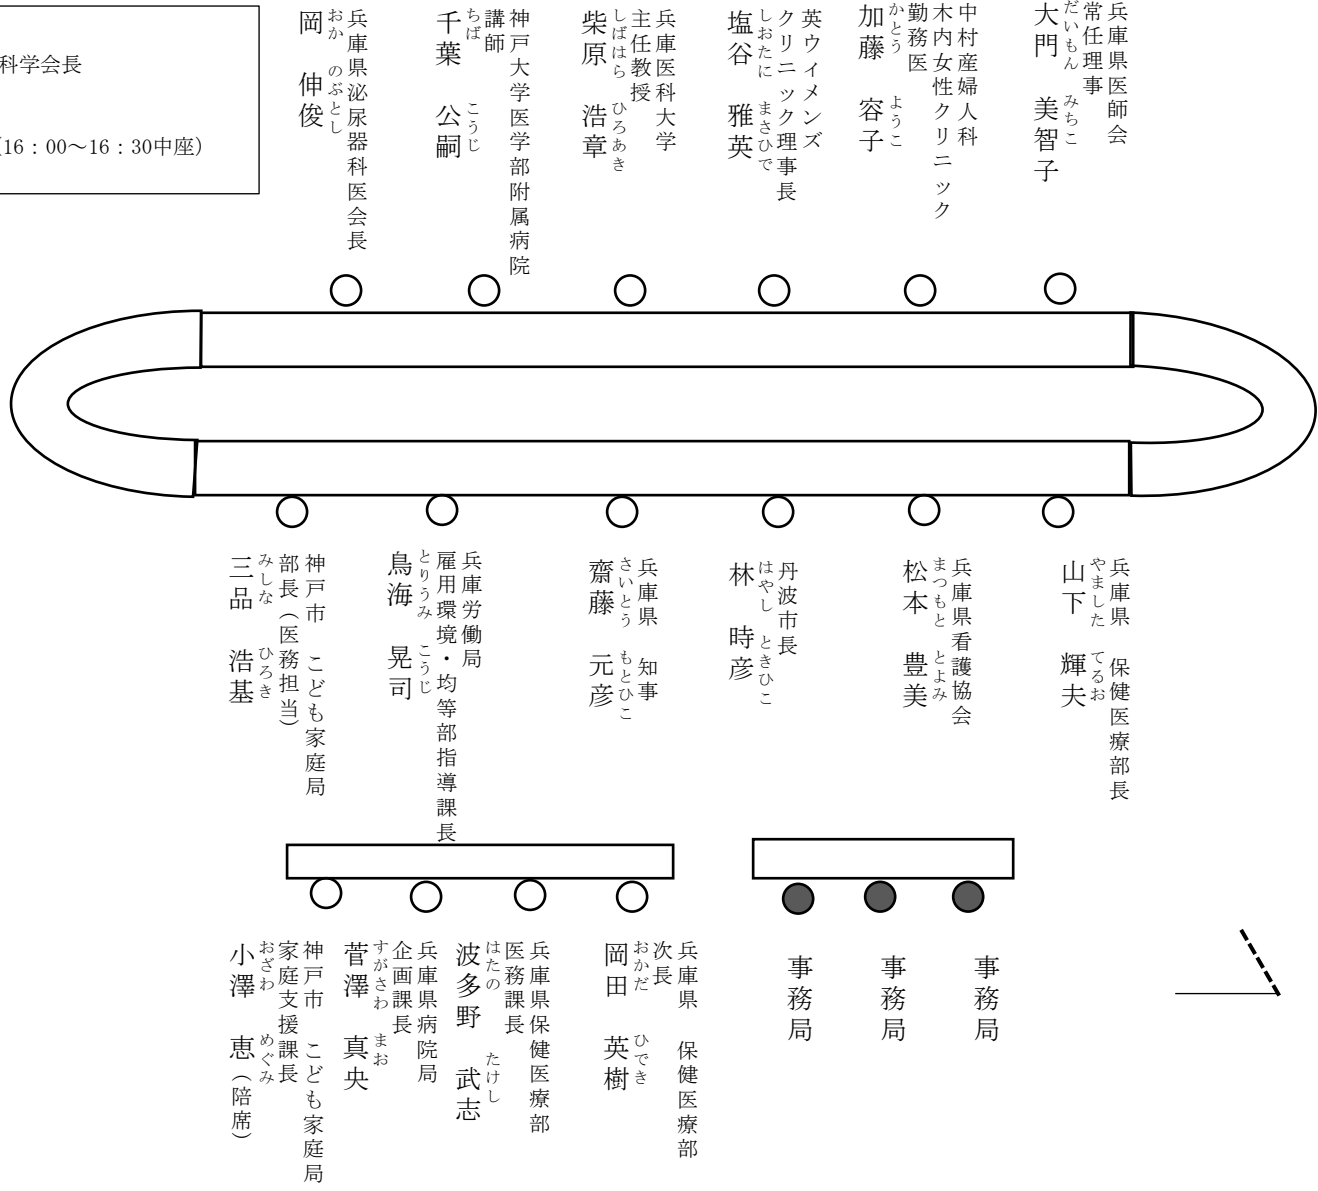 科学会長
(16：00～16：30中座)
兵庫県医師会
常任理事
だいもん みちこ
大門 美智子
中村産婦人科
木内女性クリニック
勤務医
かとう ようこ
加藤 容子
英ウィメンズ
クリニック理事長
しおたに まさひで
塩谷 雅英
兵庫医科大学
主任教授
しばはら ひろあき
柴原 浩章
神戸大学医学部附属病院
講師
ちば こうじ
千葉 公嗣
兵庫県泌尿器科医会長
おか のぶとし
岡 伸俊
兵庫県 保健医療部長
やました てるお
山下 輝夫
兵庫県看護協会
まつもと とよみ
松本 豊美
丹波市長
はやし ときひこ
林 時彦
兵庫県 知事
さいとう もとひこ
齋藤 元彦
兵庫労働局
雇用環境・均等部指導課長
とりうみ こうじ
鳥海 晃司
神戸市 こども家庭局
部長（医務担当）
みしな ひろき
三品 浩基
事務局
事務局
事務局
兵庫県 保健医療部
次長
おかだ ひでき
岡田 英樹
兵庫県保健医療部
医務課長
はたの たけし
波多野 武志
兵庫県病院局
企画課長
すがさわ まお
菅澤 真央
神戸市 こども家庭局
家庭支援課長
おざわ めぐみ
小澤 恵（陪席）